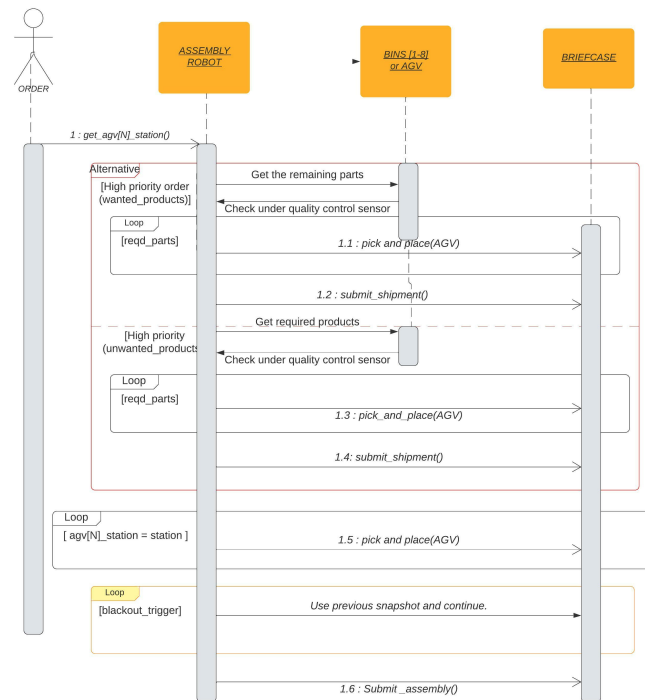 ASSEMBLY
ROBOT
BINS [1-8]
or AGV
BRIEFCASE
ORDER
1 : get_agv[N]_station()
Alternative
[High priority order
(wanted_products)]
Get the remaining parts
Check under quality control sensor
Loop
[reqd_parts]
1.1 : pick and place(AGV)
1.2 : submit_shipment()
[High priority
(unwanted_products
Get required products
Check under quality control sensor
Loop
[reqd_parts]
1.3 : pick_and_place(AGV)
1.4: submit_shipment()
Loop
[ agv[N]_station = station ]
1.5 : pick and place(AGV)
Loop
[blackout_trigger]
Use previous snapshot and continue.
1.6 : Submit _assembly()